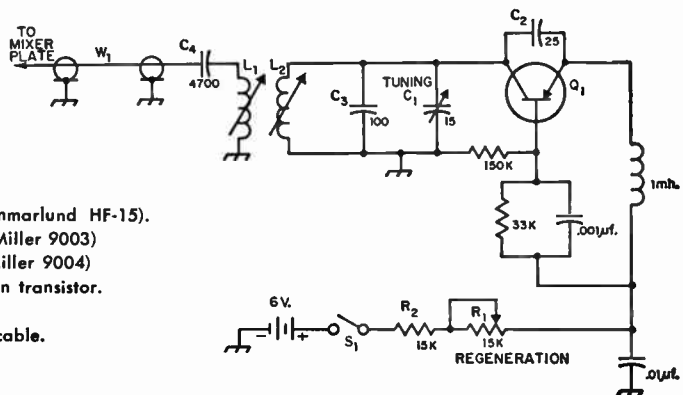 TO
MIXER
PLATE
W1
C4
4700
L1
L2
C3
100
TUNING
C1
15
C2
25
Q1
150K
1mh.
33K
.001µf.
mmarlund HF-15).
Miller 9003)
iller 9004)
n transistor.
cable.
6V.
- +
S1
R2
15K
R1
15K
REGENERATION
.01µf.